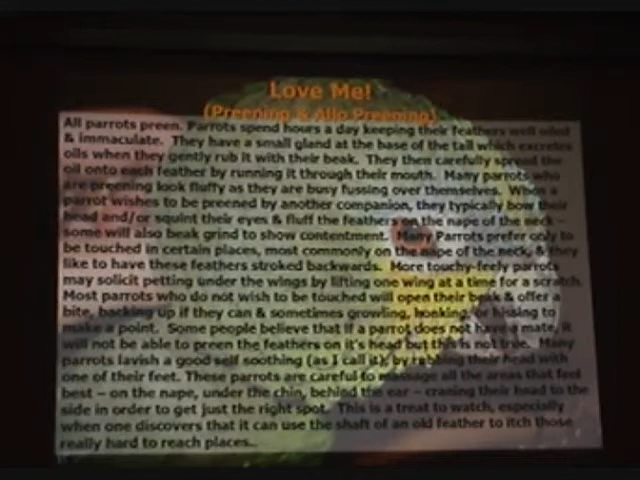 Love Me!
(Preening & Allo Preening)
All parrots preen. Parrots spend hours a day keeping their feathers well oiled
& immaculate. They have a small gland at the base of the tail which excretes
oils when they gently rub it with their beak. They then carefully spread the
oil onto each feather by running it through their mouth. Many parrots who
are preening look fluffy as they are busy fussing over themselves. When a
parrot wishes to be preened by another companion, they typically bow their
head and/or squint their eyes & fluff the feathers on the nape of the neck –
some will also beak grind to show contentment. Many Parrots prefer only to
be touched in certain places, most commonly on the nape of the neck, & they
like to have these feathers stroked backwards. More touchy-feely parrots
may solicit petting under the wings by lifting one wing at a time for a scratch.
Most parrots who do not wish to be touched will open their beak & offer a
bite, backing up if they can & sometimes growling, honking, or hissing to
make a point. Some people believe that if a parrot does not have a mate, it
will not be able to preen the feathers on it's head but this is not true. Many
parrots lavish a good self soothing (as I call it), by rubbing their head with
one of their feet. These parrots are careful to massage all the areas that feel
best – on the nape, under the chin, behind the ear – craning their head to the
side in order to get just the right spot. This is a treat to watch, especially
when one discovers that it can use the shaft of an old feather to itch those
really hard to reach places..